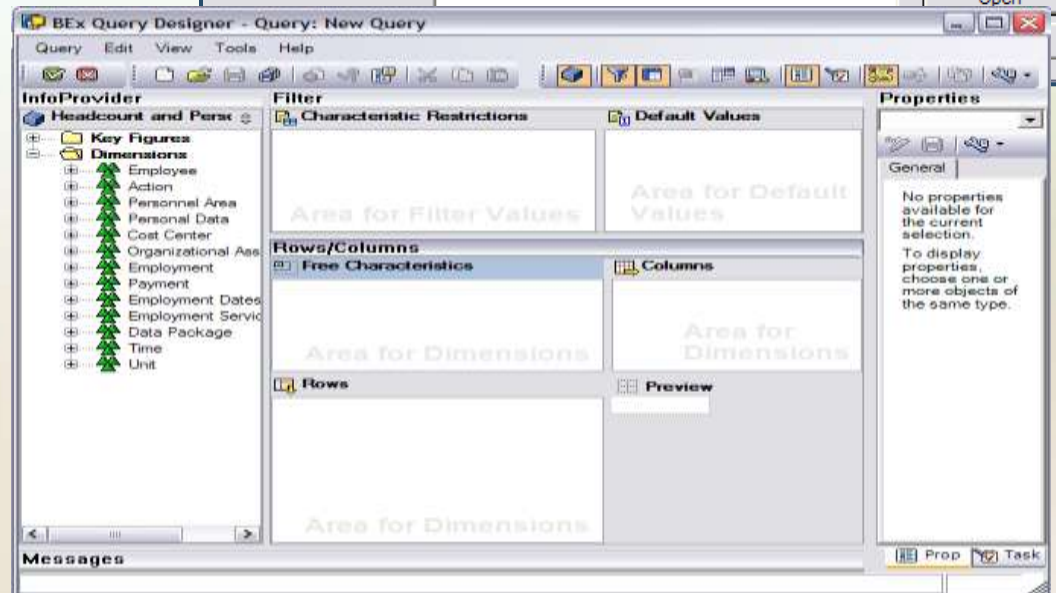 Open
BEx Query Designer - Query: New Query
Query Edit View Tools Help
InfoProvider
Headcount and Perso
Key Figures
Dimensions
Employee
Action
Personnel Area
Personal Data
Cost Center
Organizational Ass
Employment
Payment
Employment Dates
Employment Servic
Data Package
Time
Unit
Filter
Characteristic Restrictions
Area for Filter Values
Default Values
Area for Default
Values
Rows/Columns
Free Characteristics
Area for Dimensions
Columns
Area for
Dimensions
Rows
Area for Dimensions
Preview
Properties
General
No properties
available for
the current
selection.
To display
properties,
choose one or
more objects of
the same type.
Prop Task
Messages